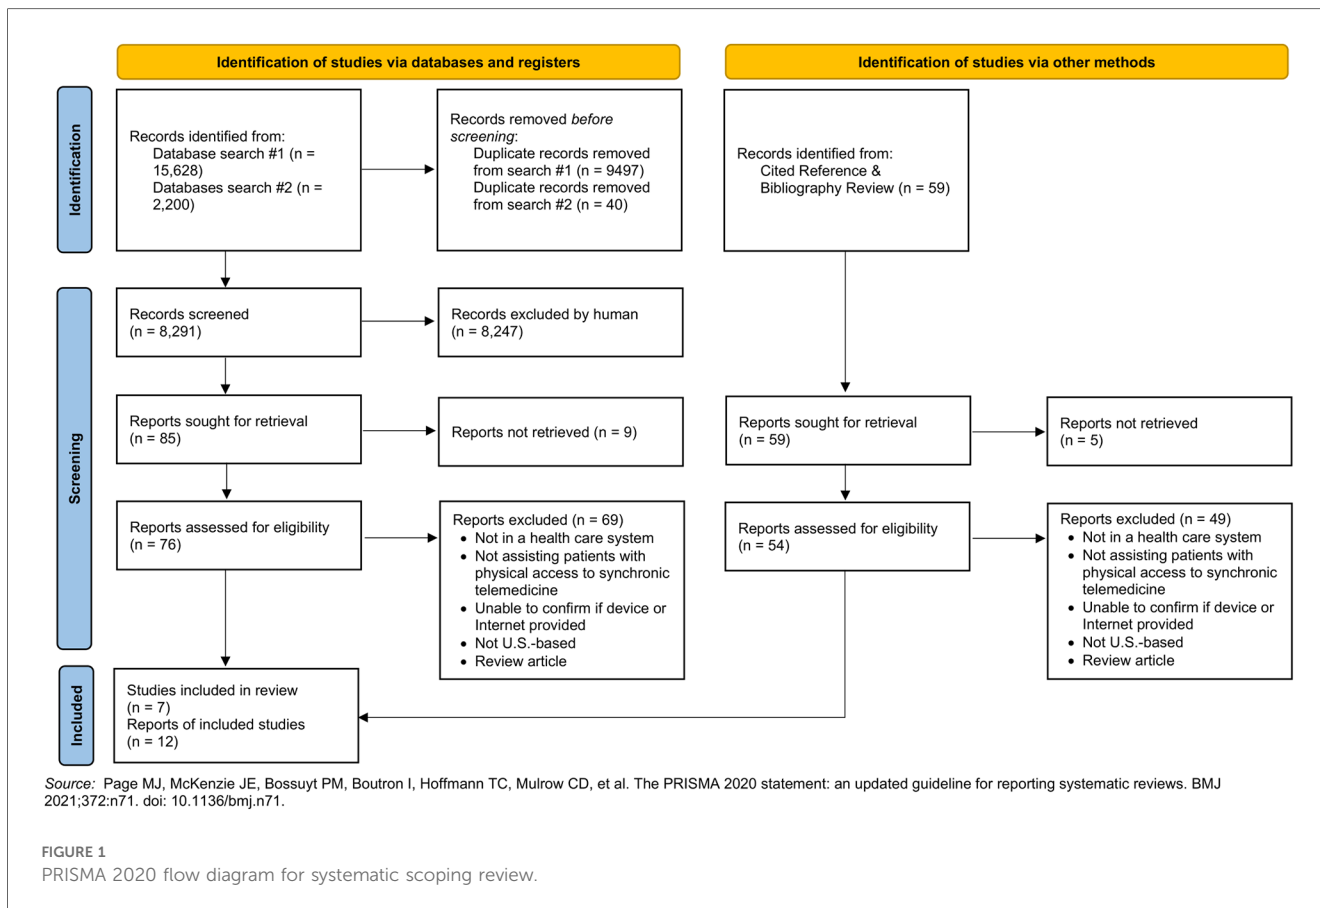 Identification of studies via databases and registers
Identification of studies via other methods
Identification
Records identified from:
Database search #1 (n =
15,628)
Databases search #2 (n =
2,200)
Records removed before
screening:
Duplicate records removed
from search #1 (n = 9497)
Duplicate records removed
from search #2 (n = 40)
Records identified from:
Cited Reference &
Bibliography Review (n = 59)
Screening
Records screened
(n = 8,291)
Records excluded by human
(n = 8,247)
Reports sought for retrieval
(n = 85)
Reports not retrieved (n = 9)
Reports sought for retrieval
(n = 59)
Reports not retrieved
(n = 5)
Reports assessed for eligibility
(n = 76)
Reports excluded (n = 69)
• Not in a health care system
• Not assisting patients with
physical access to synchronic
telemedicine
• Unable to confirm if device or
Internet provided
• Not U.S.-based
• Review article
Reports assessed for eligibility
(n = 54)
Reports excluded (n = 49)
• Not in a health care system
• Not assisting patients with
physical access to synchronic
telemedicine
• Unable to confirm if device or
Internet provided
• Not U.S.-based
• Review article
Included
Studies included in review
(n = 7)
Reports of included studies
(n = 12)
Source: Page MJ, McKenzie JE, Bossuyt PM, Boutron I, Hoffmann TC, Mulrow CD, et al. The PRISMA 2020 statement: an updated guideline for reporting systematic reviews. BMJ
2021;372:n71. doi: 10.1136/bmj.n71.
FIGURE 1
PRISMA 2020 flow diagram for systematic scoping review.